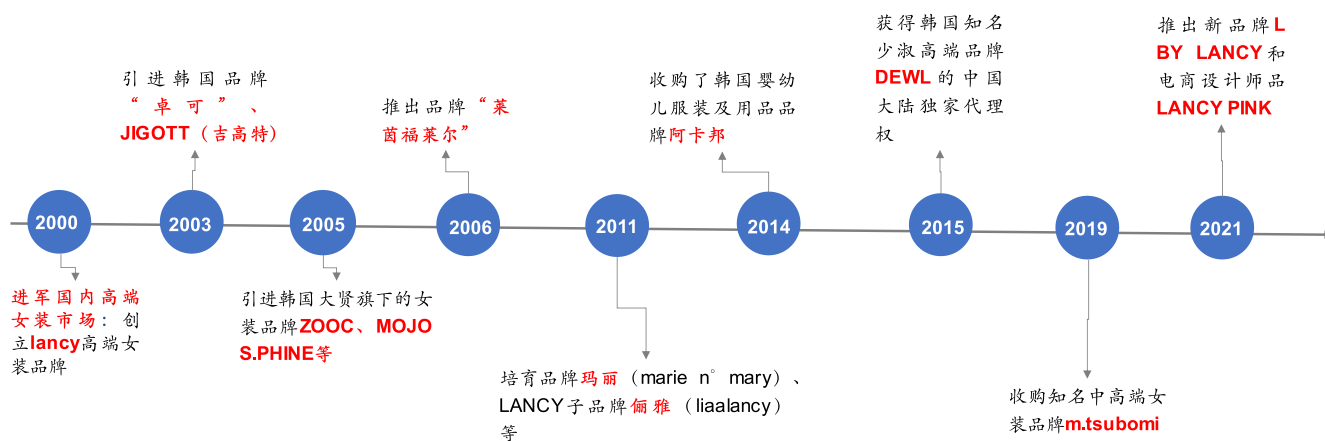 2000
进军国内高端
女装市场：创
立lancy高端女
装品牌
2003
引进韩国品牌
“卓可”、
JIGOTT（吉高特)
2005
引进韩国大贤旗下的女
装品牌ZOOC、MOJO
S.PHINE等
2006
推出品牌“莱
茵福莱尔”
2011
培育品牌玛丽（marie n°mary)、
LANCY子品牌俪雅（liaalancy）
等
2014
收购了韩国婴幼
儿服装及用品品
牌阿卡邦
2015
获得韩国知名
少淑高端品牌
DEWL的中国
大陆独家代理
权
2019
收购知名中高端女
装品牌m.tsubomi
2021
推出新品牌L
BY LANCY和
电商设计师品
LANCY PINK